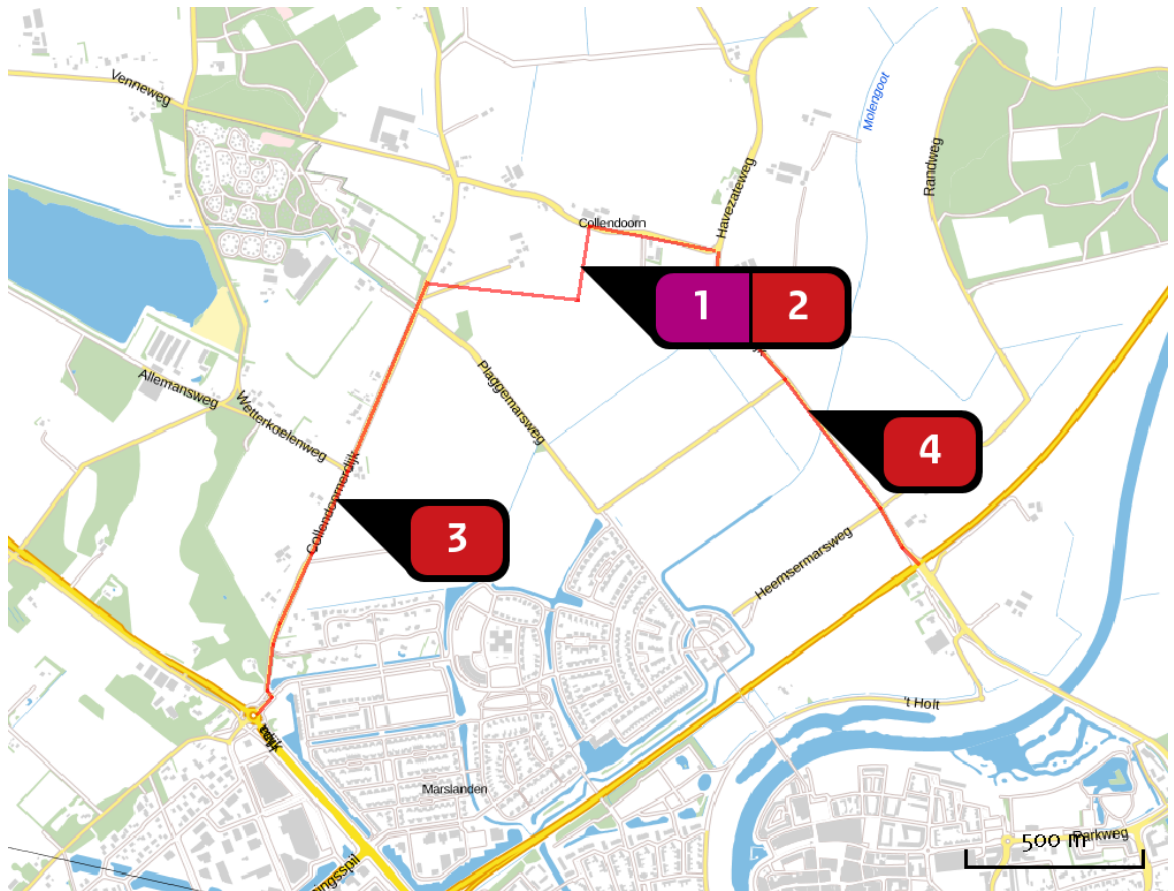 Venneweg
Molengoot
Randweg
Havezateweg
Collendoorn
1
2
Allemansweg
Wetterkoelenweg
Plaggemarsweg
4
Collendoornerdijk
3
Heemsermarsweg
't Holt
Marslanden
Parkweg
500 m